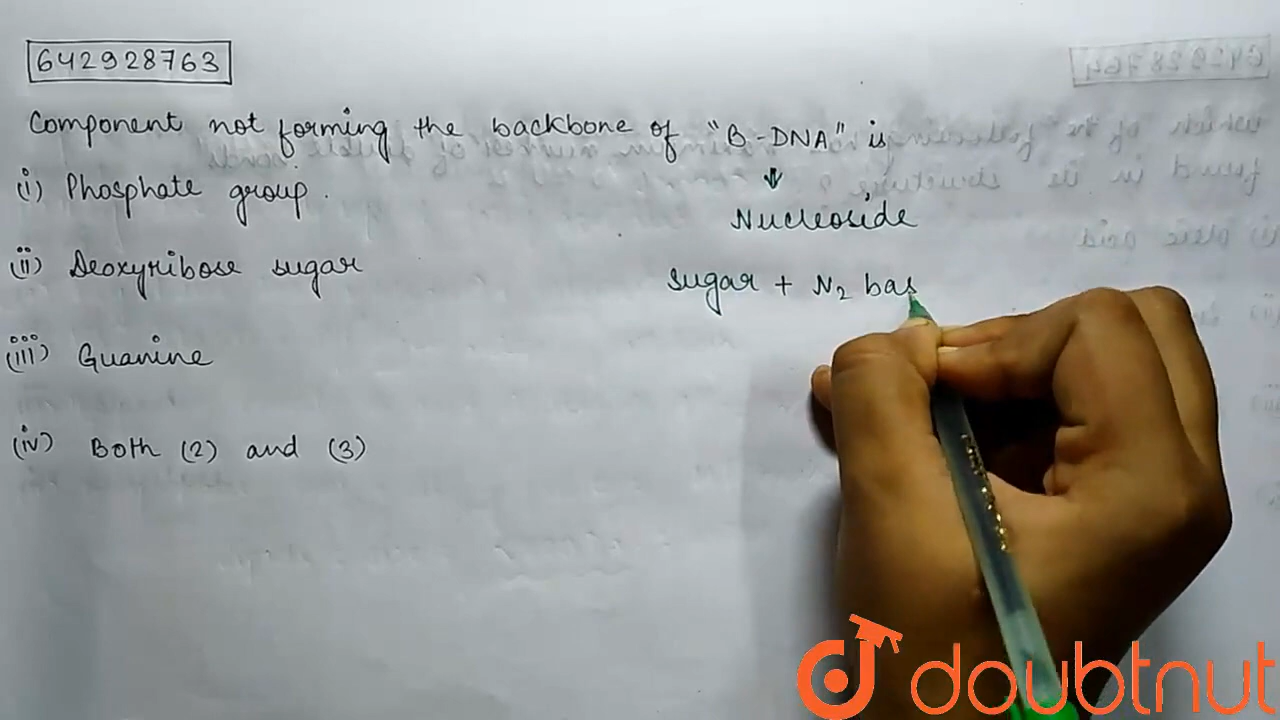 642928763
Component not forming the backbone of "B-DNA" is
(i) Phosphate group.
Nucleoside
(ii) Deoxyribose sugar
sugar + N2 bas
(iii) Guanine
(iv) Both (2) and (3)
doubtnut